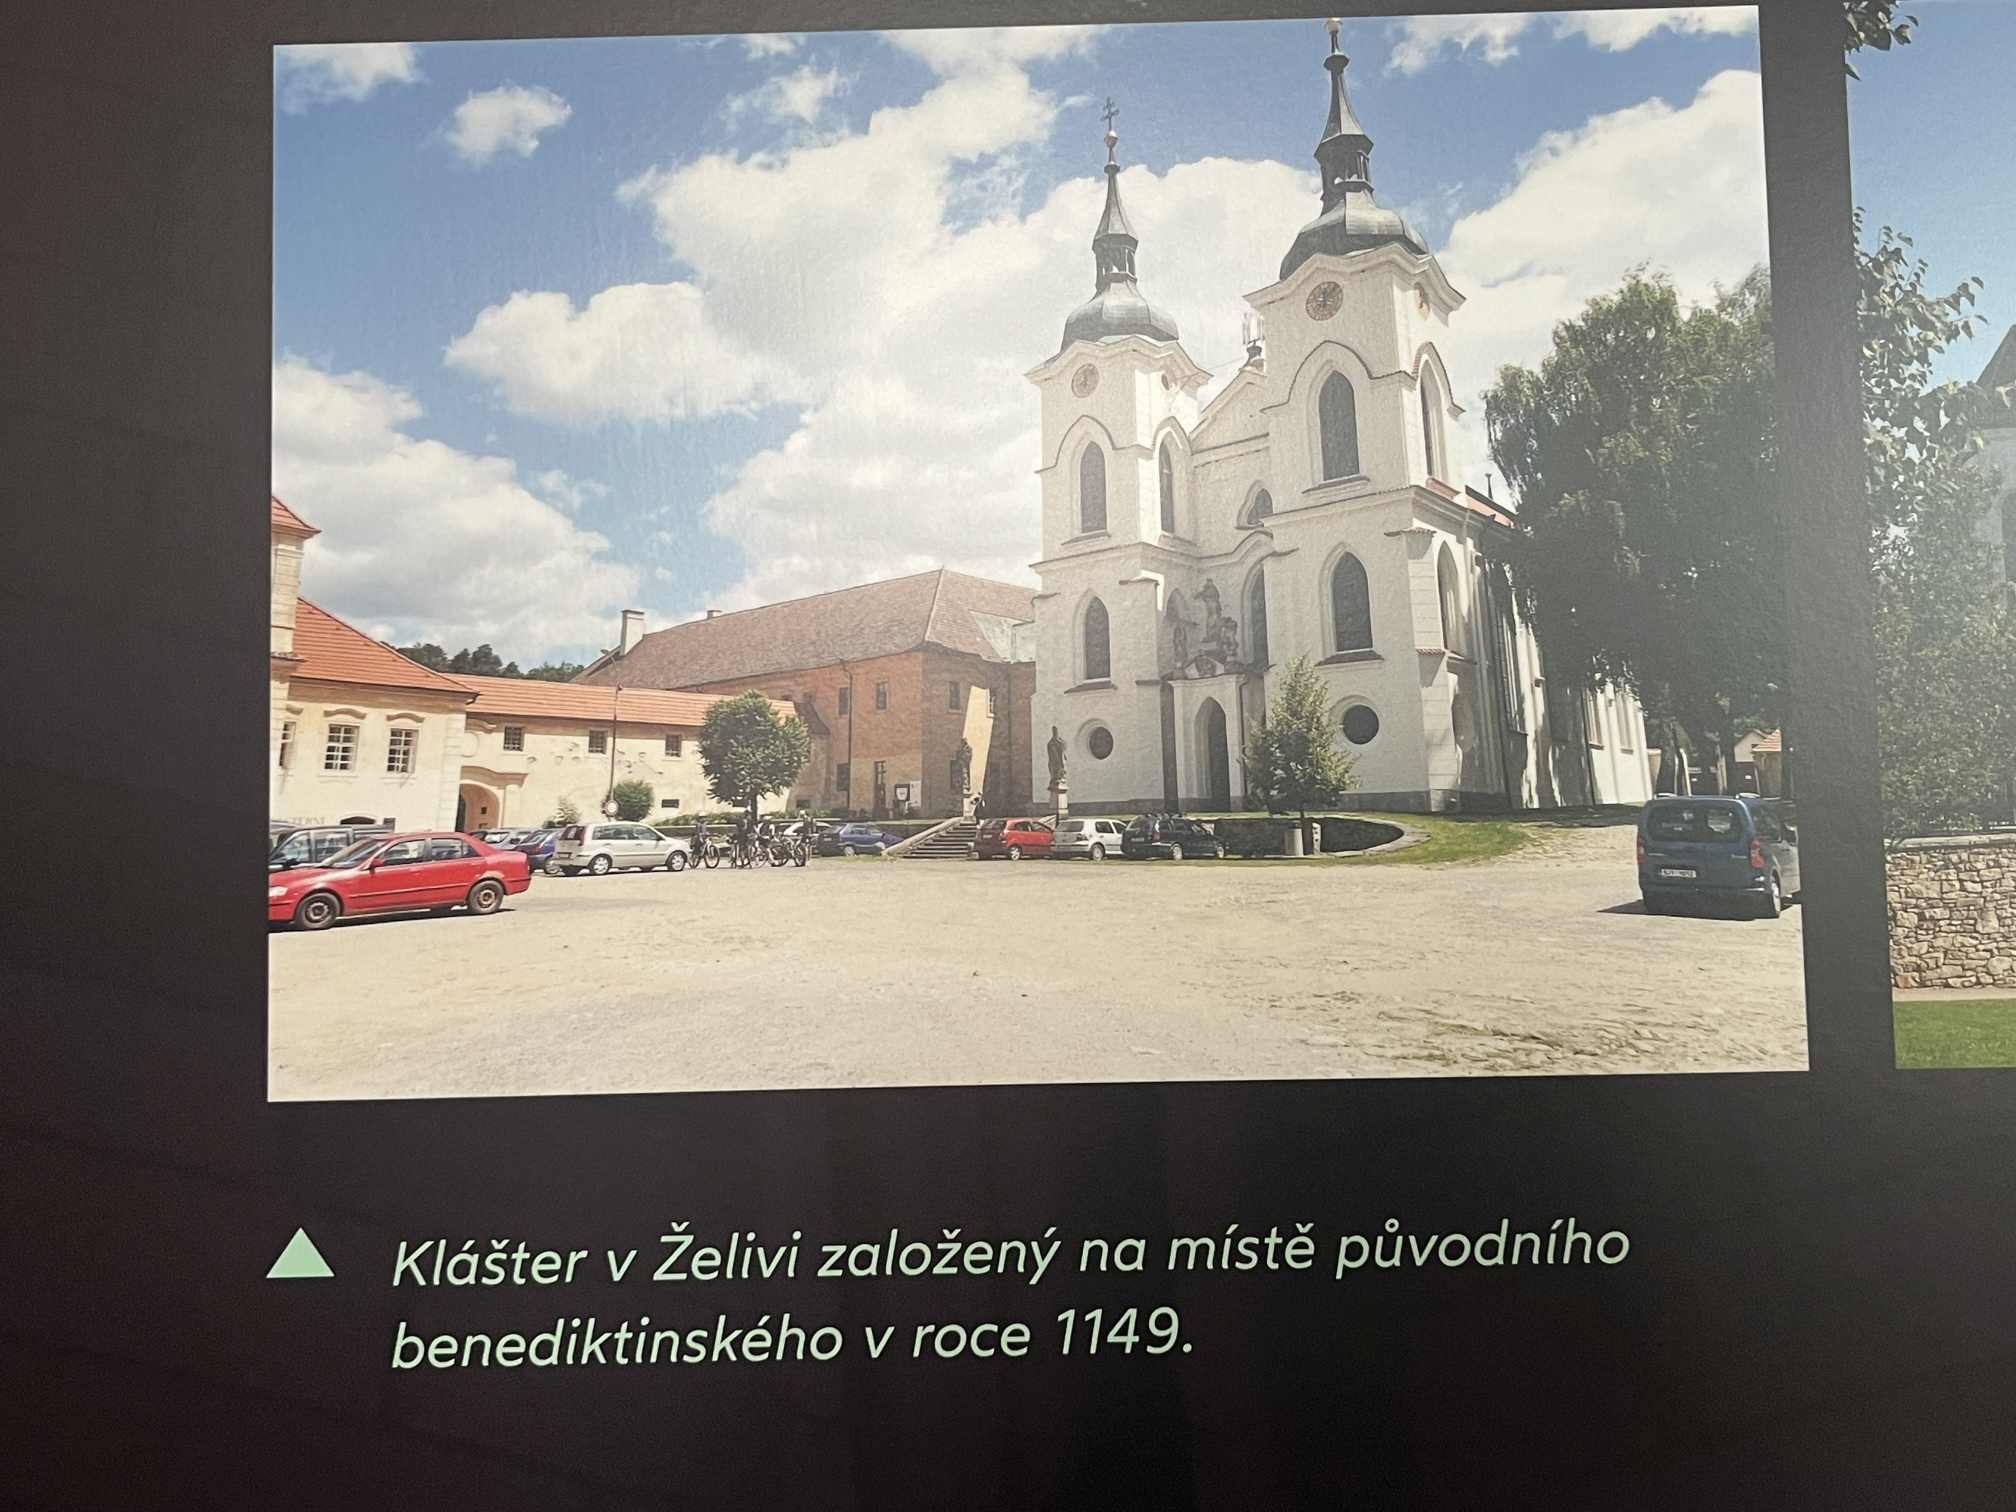 Klášter v Želivi založený na místě původního
benediktinského v roce 1149.